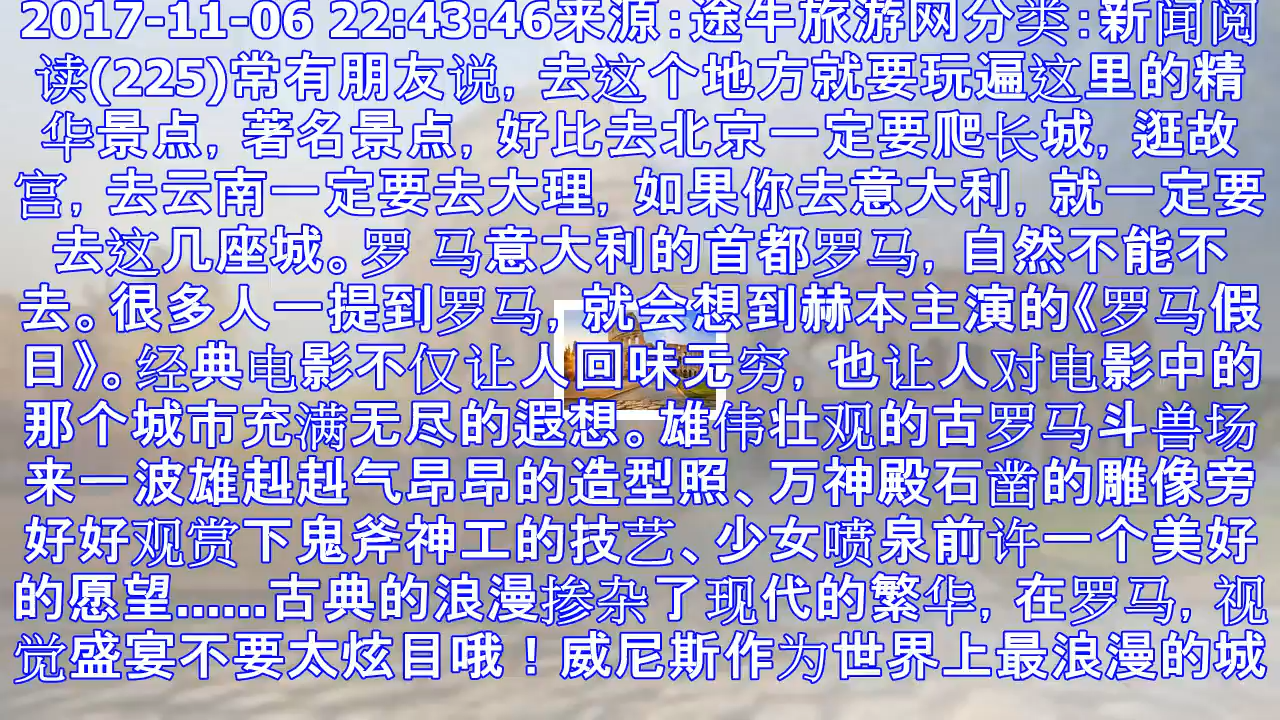 2017-11-06 22:43:46来源：途牛旅游网分类：新闻阅
读(225)常有朋友说，去这个地方就要玩遍这里的精
华景点，著名景点，好比去北京一定要爬长城，逛故
宫，去云南一定要去大理，如果你去意大利，就一定要
去这几座城。罗 马意大利的首都罗马，自然不能不
去。很多人一提到罗马，就会想到赫本主演的《罗马假
日》。经典电影不仅让人回味无穷，也让人对电影中的
那个城市充满无尽的遐想。雄伟壮观的古罗马斗兽场
来一波雄赳赳气昂昂的造型照、万神殿石凿的雕像旁
好好观赏下鬼斧神工的技艺、少女喷泉前许一个美好
的愿望......古典的浪漫掺杂了现代的繁华，在罗马，视
觉盛宴不要太炫目哦！威尼斯作为世界上最浪漫的城